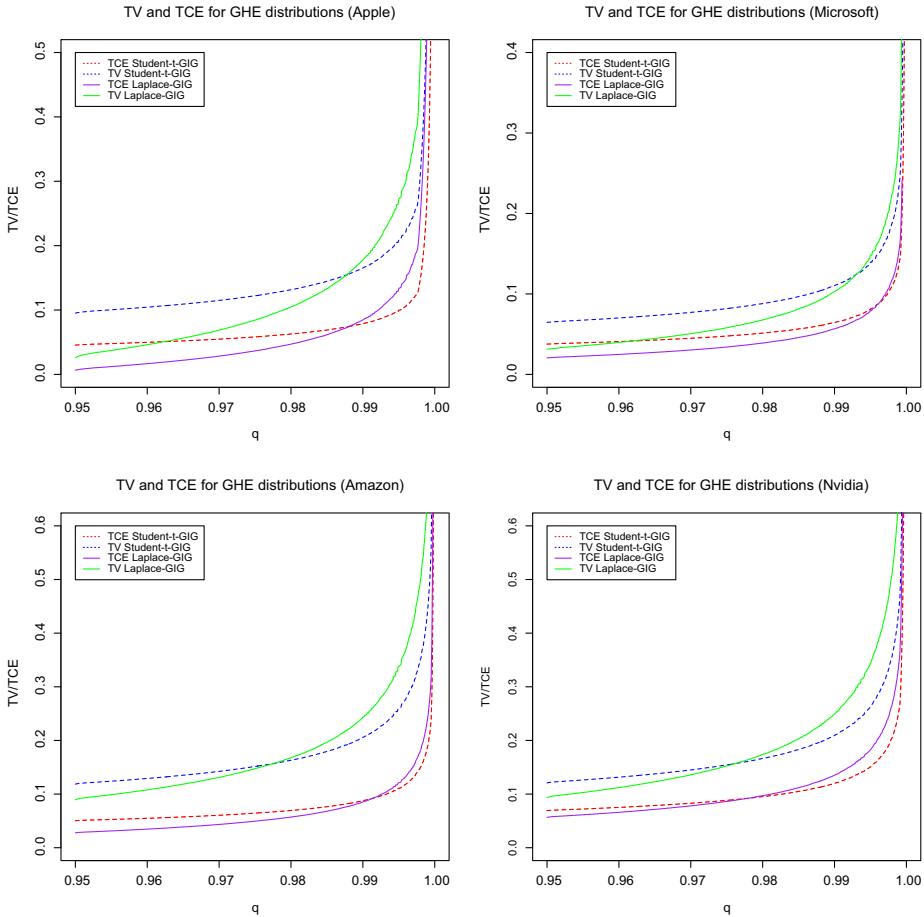 TV and TCE for GHE distributions (Apple)
TCE Student-t-GIG
TV Student-t-GIG
TCE Laplace-GIG
TV Laplace-GIG
TV/TCE
0.5
0.4
0.3
0.2
0.1
0.0
0.95 0.96 0.97 0.98 0.99 1.00
q
TV and TCE for GHE distributions (Microsoft)
TCE Student-t-GIG
TV Student-t-GIG
TCE Laplace-GIG
TV Laplace-GIG
TV/TCE
0.4
0.3
0.2
0.1
0.0
0.95 0.96 0.97 0.98 0.99 1.00
q
TV and TCE for GHE distributions (Amazon)
TCE Student-t-GIG
TV Student-t-GIG
TCE Laplace-GIG
TV Laplace-GIG
TV/TCE
0.6
0.5
0.4
0.3
0.2
0.1
0.0
0.95 0.96 0.97 0.98 0.99 1.00
q
TV and TCE for GHE distributions (Nvidia)
TCE Student-t-GIG
TV Student-t-GIG
TCE Laplace-GIG
TV Laplace-GIG
TV/TCE
0.6
0.5
0.4
0.3
0.2
0.1
0.0
0.95 0.96 0.97 0.98 0.99 1.00
q